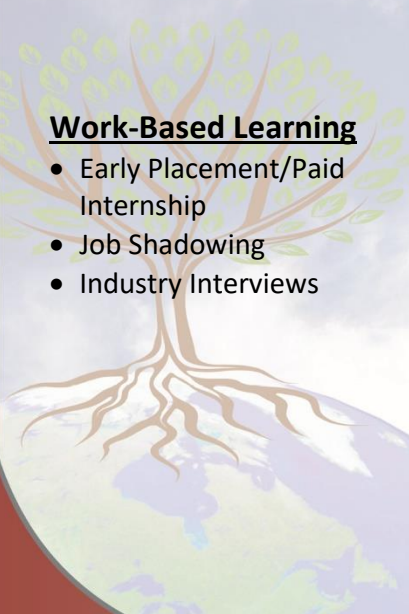 Work-Based Learning
• Early Placement/Paid
Internship
• Job Shadowing
• Industry Interviews